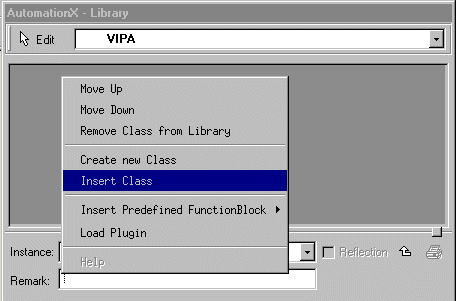 AutomationX - Library
Edit
VIPA
Move Up
Move Down
Remove Class from Library
Create new Class
Insert Class
Insert Predefined FunctionBlock
Load Plugin
Help
Instance:
Reflection
Remark: